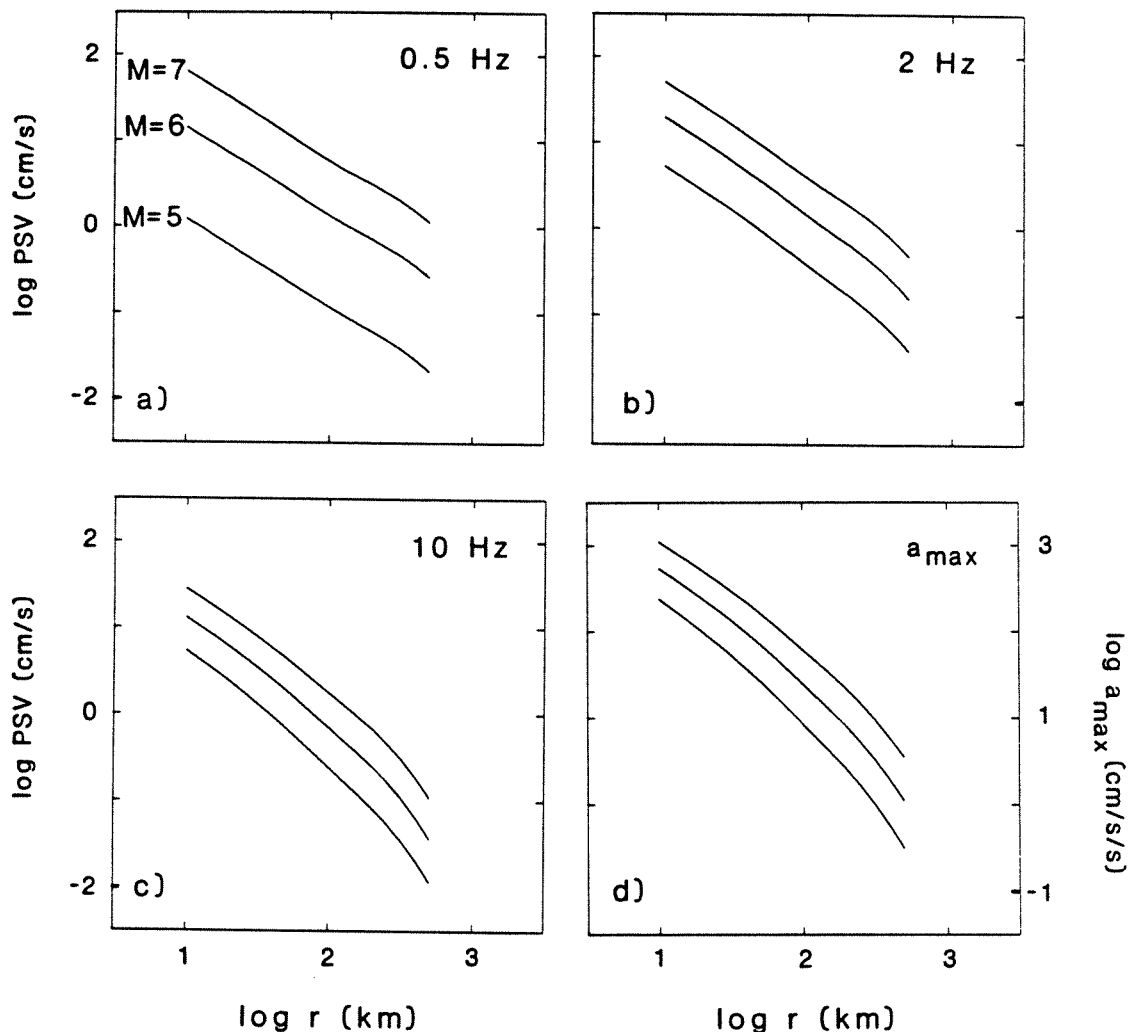 2
0
-2
log PSV (cm/s)
M=7
M=6
M=5
0.5 Hz
a)
2 Hz
b)
2
0
-2
log PSV (cm/s)
10 Hz
c)
1
2
3
log r (km)
a max
d)
3
1
-1
log a max (cm/s/s)
1
2
3
log r (km)